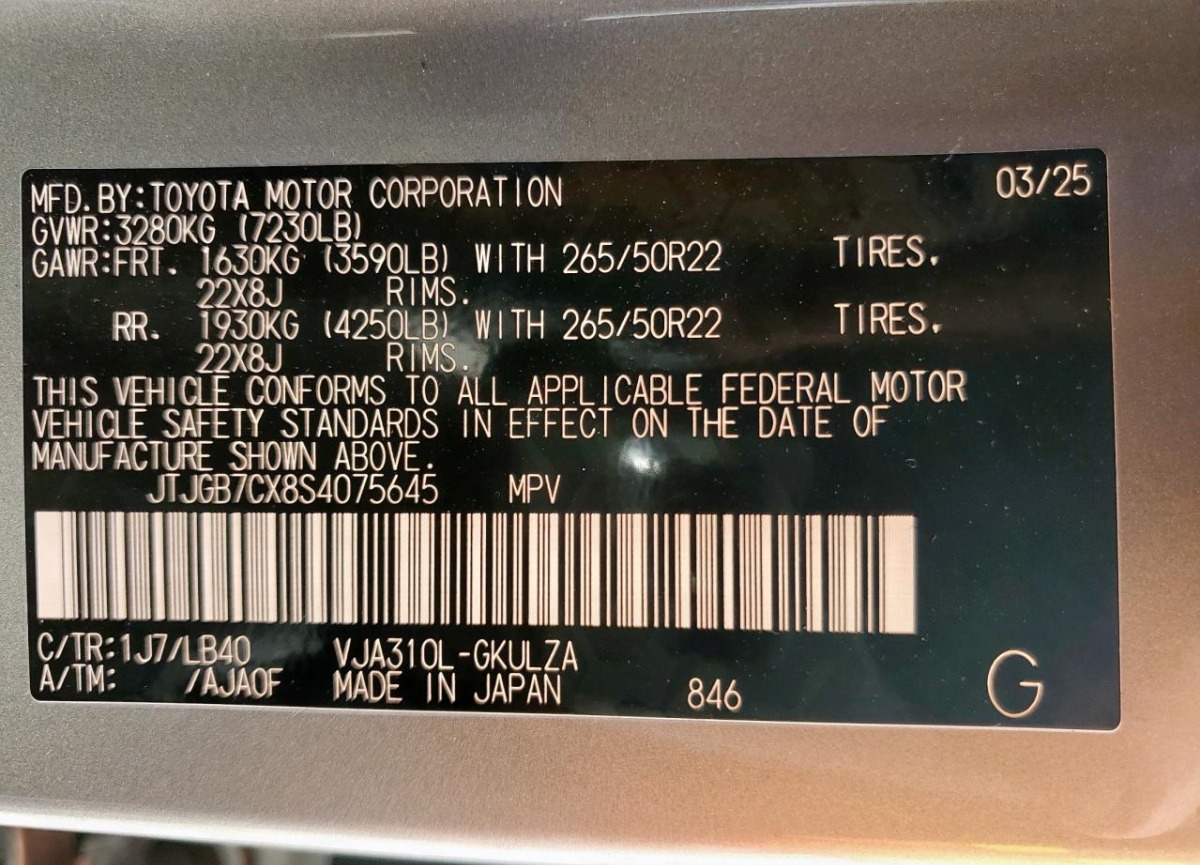 03/25
MFD.BY:TOYOTA MOTOR CORPORATION
GVWR:3280KG (7230LB)
GAWR:FRT. 1630KG (3590LB) WITH 265/50R22 TIRES.
22X8J RIMS.
RR. 1930KG (4250LB) WITH 265/50R22 TIRES.
22X8J RIMS.
THIS VEHICLE CONFORMS TO ALL APPLICABLE FEDERAL MOTOR
VEHICLE SAFETY STANDARDS IN EFFECT ON THE DATE OF
MANUFACTURE SHOWN ABOVE.
JTJGB7CX8S4075645 MPV
C/TR:1J7/LB40 VJA310L-GKULZA
A/TM: /AJA0F MADE IN JAPAN 846 G